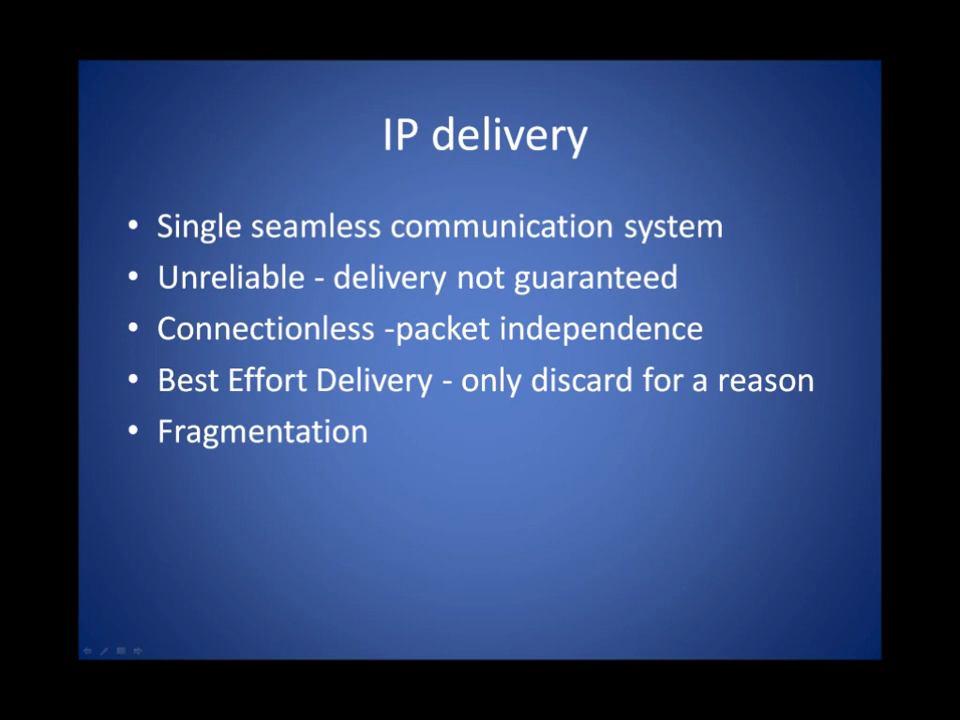 IP delivery
• Single seamless communication system
• Unreliable - delivery not guaranteed
• Connectionless -packet independence
• Best Effort Delivery - only discard for a reason
• Fragmentation